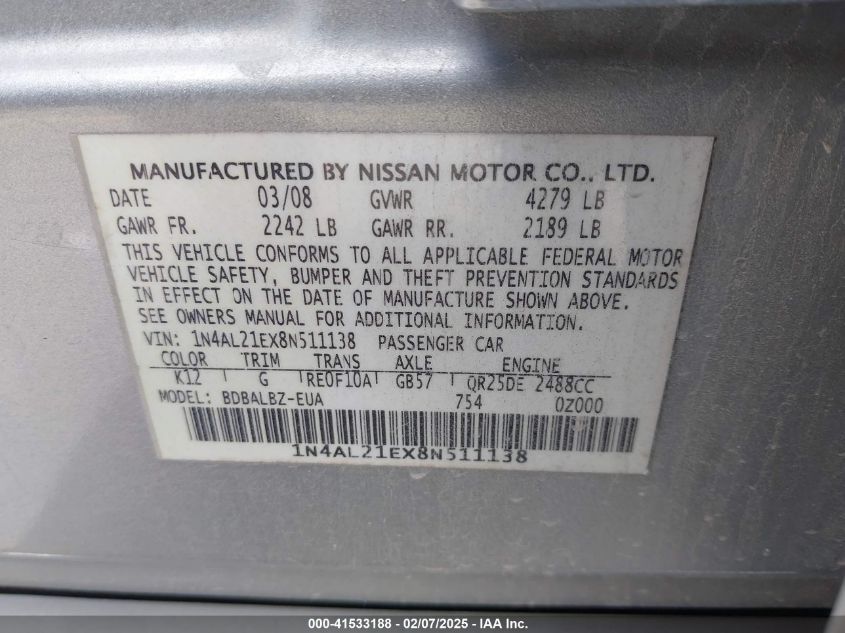 MANUFACTURED BY NISSAN MOTOR CO., LTD.
DATE 03/08 GVWR 4279 LB
GAWR FR. 2242 LB GAWR RR. 2189 LB
THIS VEHICLE CONFORMS TO ALL APPLICABLE FEDERAL MOTOR
VEHICLE SAFETY, BUMPER AND THEFT PREVENTION STANDARDS
IN EFFECT ON THE DATE OF MANUFACTURE SHOWN ABOVE.
SEE OWNERS MANUAL FOR ADDITIONAL INFORMATION.
VIN: 1N4AL21EX8N511138 PASSENGER CAR
COLOR TRIM TRANS AXLE ENGINE
K12 G RE0F10A GB57 QR25DE 2488CC
MODEL: BDBALBZ-EUA 754 0Z000
1N4AL21EX8N511138
000-41533188 - 02/07/2025 - IAA Inc.